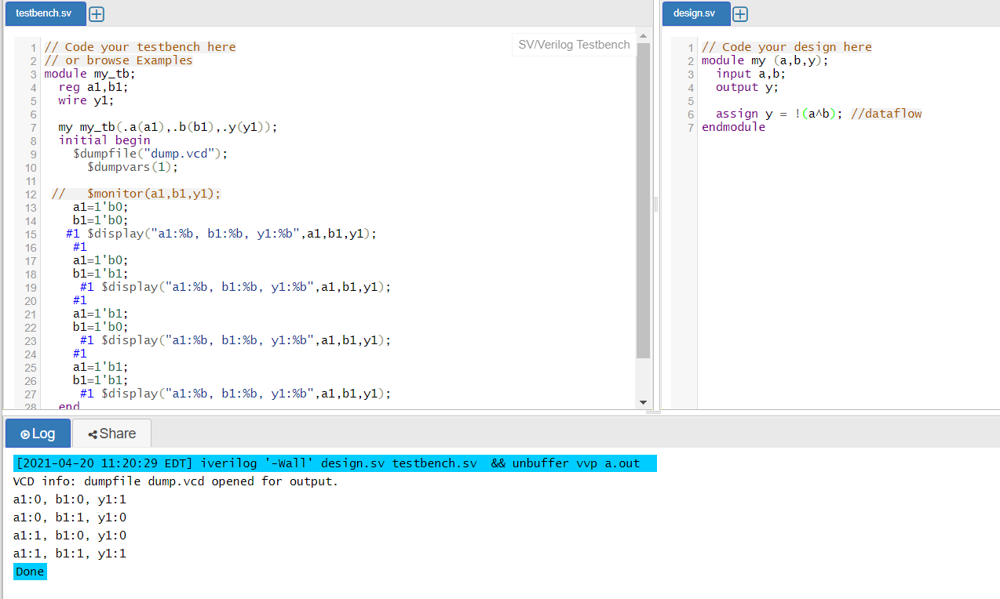 testbench.sv
SV/Verilog Testbench
1 // Code your testbench here
2 // or browse Examples
3 module my_tb;
4   reg a1,b1;
5   wire y1;
6
7   my my_tb(.a(a1),.b(b1),.y(y1));
8   initial begin
9     $dumpfile("dump.vcd");
10       $dumpvars(1);
11
12  //   $monitor(a1,b1,y1);
13     a1=1'b0;
14     b1=1'b0;
15    #1 $display("a1:%b, b1:%b, y1:%b",a1,b1,y1);
16     #1
17     a1=1'b0;
18     b1=1'b1;
19      #1 $display("a1:%b, b1:%b, y1:%b",a1,b1,y1);
20     #1
21     a1=1'b1;
22     b1=1'b0;
23      #1 $display("a1:%b, b1:%b, y1:%b",a1,b1,y1);
24     #1
25     a1=1'b1;
26     b1=1'b1;
27      #1 $display("a1:%b, b1:%b, y1:%b",a1,b1,y1);
28   end
design.sv
1 // Code your design here
2 module my (a,b,y);
3   input a,b;
4   output y;
5
6   assign y = !(a^b); //dataflow
7 endmodule
Log
Share
[2021-04-20 11:20:29 EDT] iverilog '-Wall' design.sv testbench.sv  && unbuffer vvp a.out
VCD info: dumpfile dump.vcd opened for output.
a1:0, b1:0, y1:1
a1:0, b1:1, y1:0
a1:1, b1:0, y1:0
a1:1, b1:1, y1:1
Done